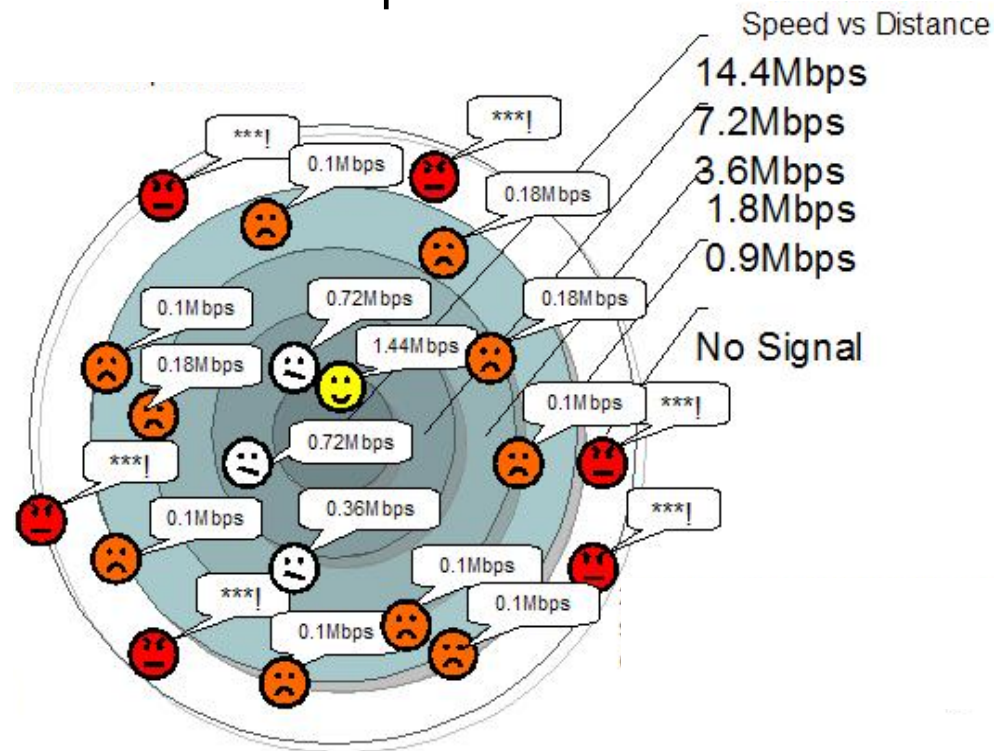 Speed vs Distance
14.4Mbps
7.2Mbps
3.6Mbps
1.8Mbps
0.9Mbps
No Signal
***!
***!
0.1Mbps
0.18Mbps
0.72Mbps
0.18Mbps
0.1Mbps
1.44Mbps
0.18Mbps
0.1Mbps
***!
0.72Mbps
***!
0.36Mbps
***!
0.1Mbps
0.1Mbps
***!
0.1Mbps
0.1Mbps